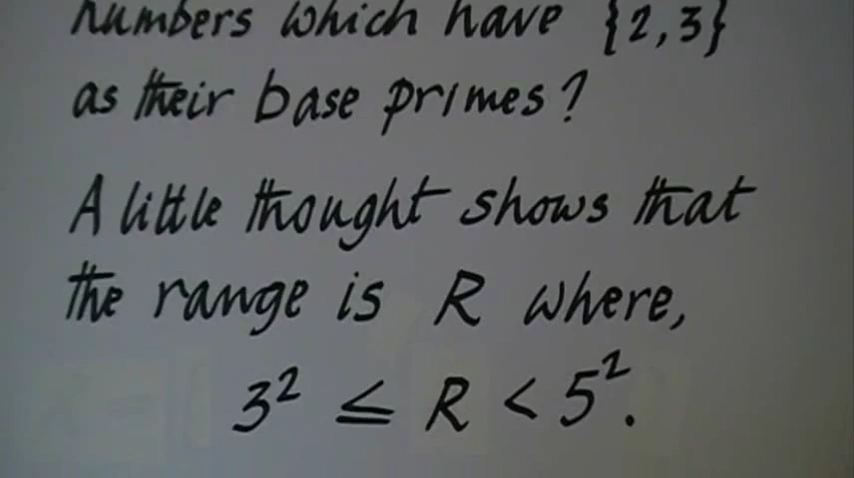 numbers which have {2,3}
as their base primes?
A little thought shows that
the range is R where,
3² ≤ R < 5².